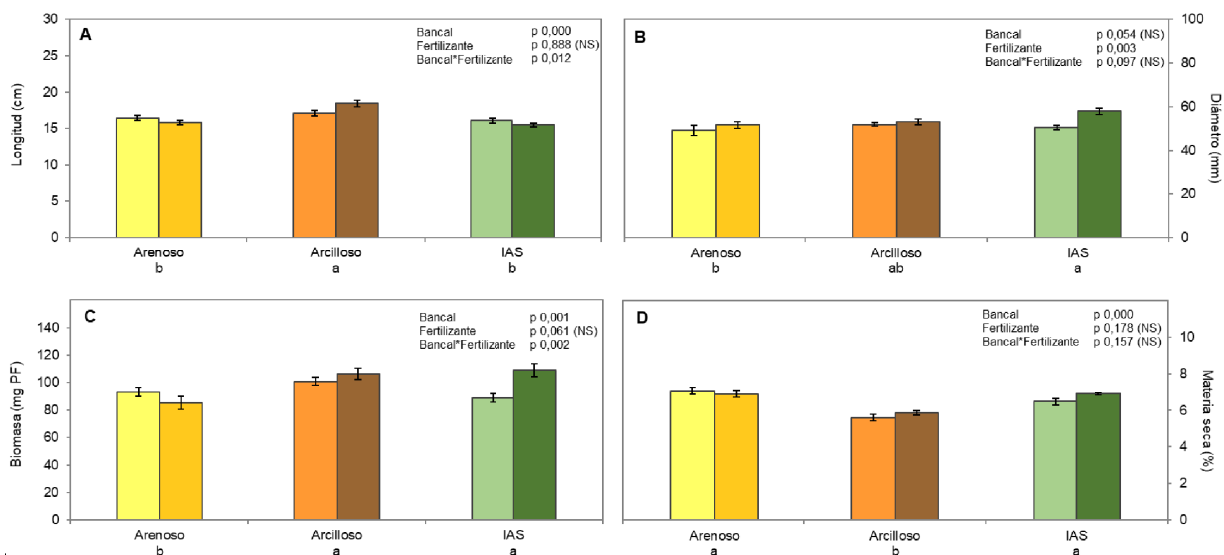 A
Bancal p 0,000
Fertilizante p 0,888 (NS)
Bancal*Fertilizante p 0,012
Longitud (cm)
30
25
20
15
10
5
0
Arenoso
b
Arcilloso
a
IAS
b
B
Bancal p 0,054 (NS)
Fertilizante p 0,003
Bancal*Fertilizante p 0,097 (NS)
Diámetro (mm)
100
80
60
40
20
0
Arenoso
b
Arcilloso
ab
IAS
a
C
Bancal p 0,001
Fertilizante p 0,061 (NS)
Bancal*Fertilizante p 0,002
Biomasa (mg PF)
140
120
100
80
60
40
20
0
Arenoso
b
Arcilloso
a
IAS
a
D
Bancal p 0,000
Fertilizante p 0,178 (NS)
Bancal*Fertilizante p 0,157 (NS)
Materia seca (%)
10
8
6
4
2
0
Arenoso
a
Arcilloso
b
IAS
a